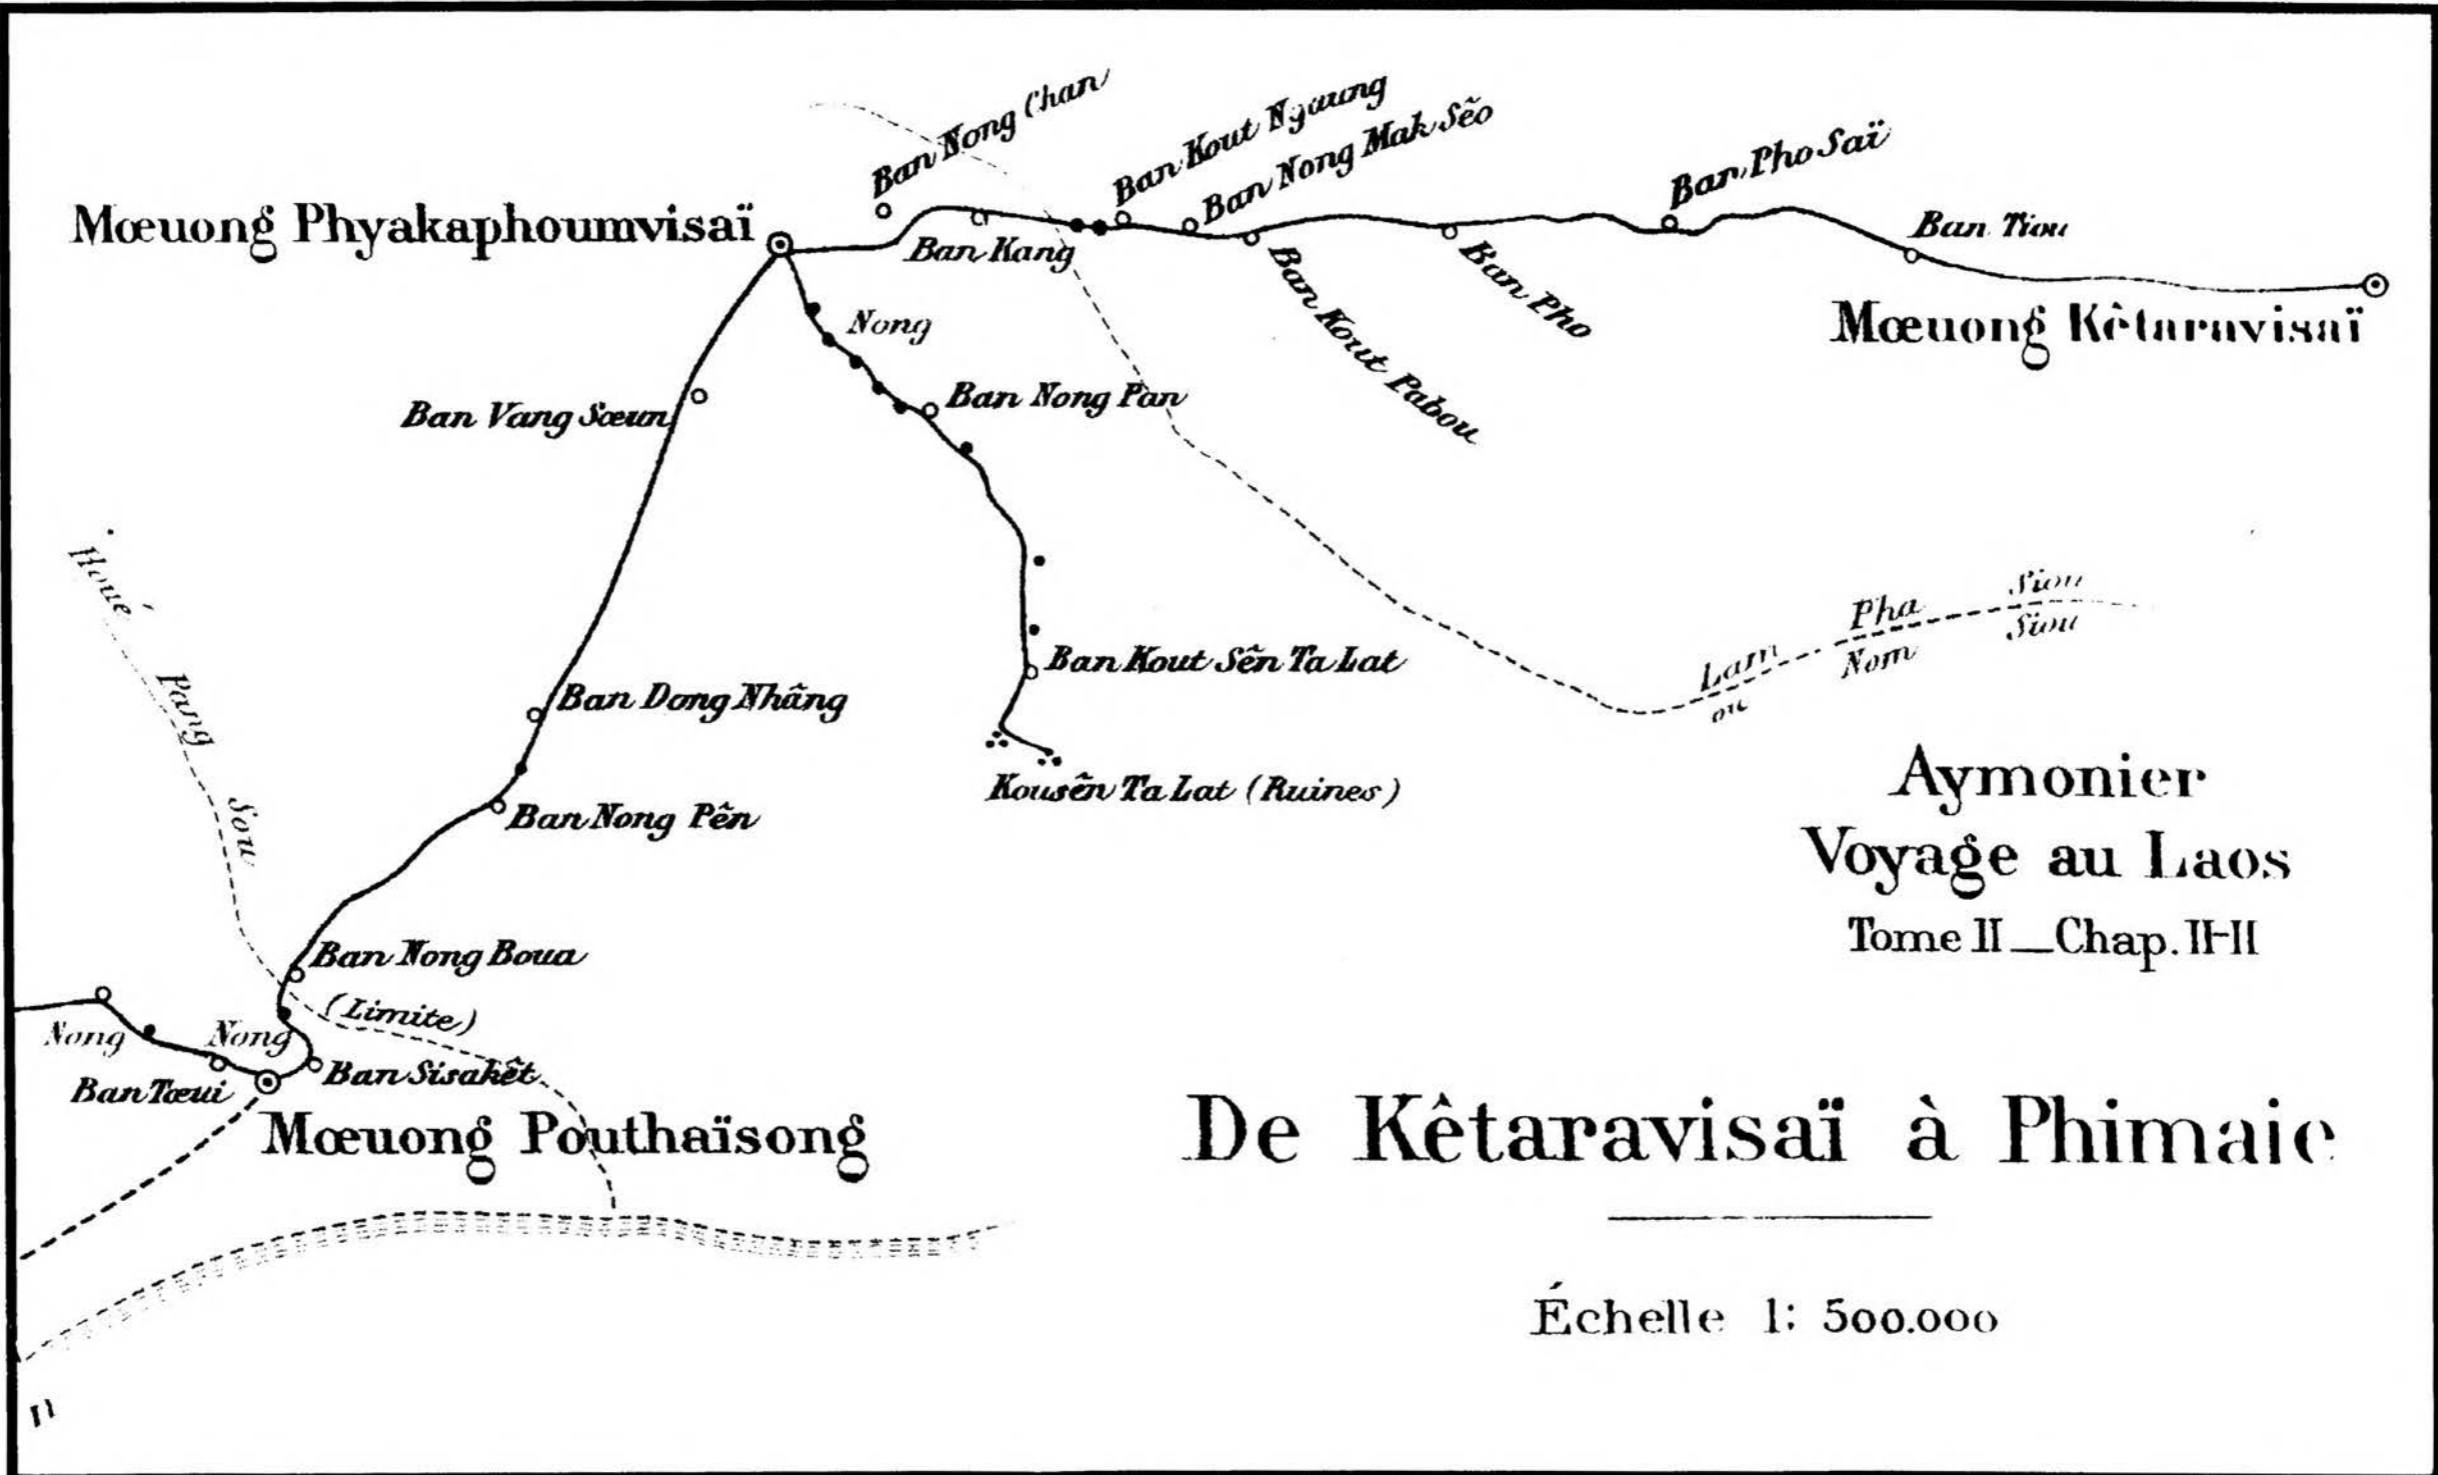 Ban Nong Chan
Ban Kout Ngaung
Ban Nong Mak Sẽo
Ban Pho Saï
Mœuong Phyakaphoumvisaï
Ban Kang
Ban Tiou
Ban Kout Pabou
Ban Pho
Mœuong Kêtaravisaï
Nong
Ban Vang Sœun
Ban Nong Pan
Houé
Pang
Sou
Lam Pha Siou
ou Nom Siou
Ban Kout Sẽn Ta Lat
Ban Dong Nhâng
Kousẽn Ta Lat (Ruines)
Ban Nong Pên
Aymonier
Voyage au Laos
Tome II — Chap. II-II
Ban Nong Boua
(Limite)
Nong
Nong
Ban Tœui
Ban Sisakêt
Mœuong Pouthaïsong
De Kêtaravisaï à Phimaie
Échelle 1: 500.000